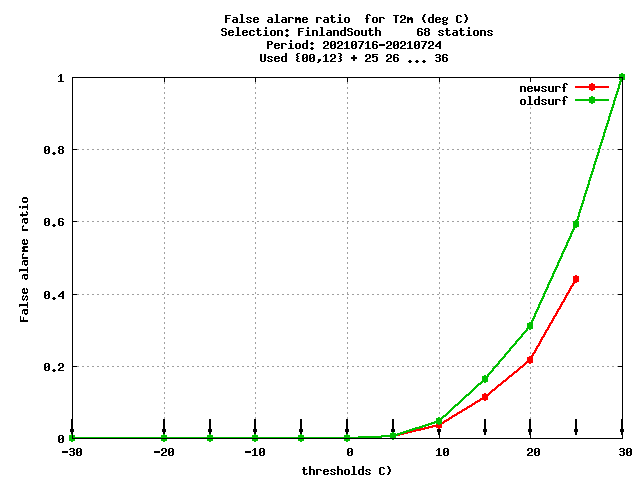 False alarme ratio  for T2m (deg C)
Selection: FinlandSouth     68 stations
Period: 20210716-20210724
Used {00,12} + 25 26 ... 36
newsurf
oldsurf
1
0.8
0.6
0.4
0.2
0
False alarme ratio
-30 -20 -10 0 10 20 30
thresholds C)